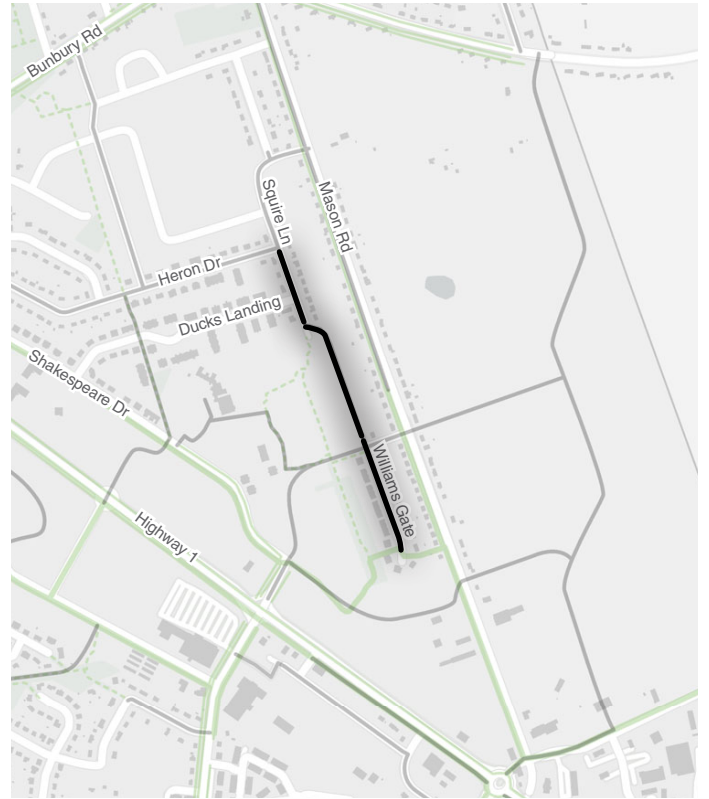 Bunbury Rd
Squire Ln
Mason Rd
Heron Dr
Ducks Landing
Shakespeare Dr
Williams Gate
Highway 1